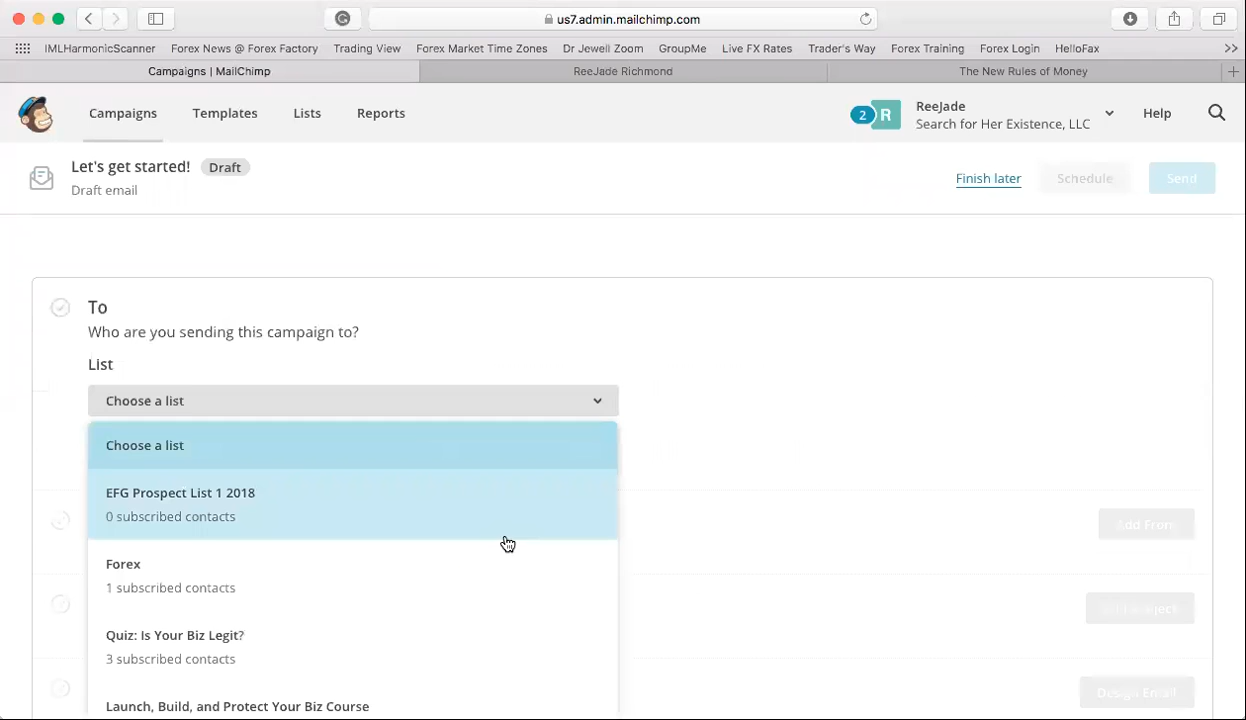 us7.admin.mailchimp.com
IMLHarmonicScanner Forex News @ Forex Factory Trading View Forex Market Time Zones Dr Jewell Zoom GroupMe Live FX Rates Trader's Way Forex Training Forex Login HelloFax
Campaigns | MailChimp ReeJade Richmond The New Rules of Money
Campaigns Templates Lists Reports 2 R ReeJade Help
Search for Her Existence, LLC
Let's get started! Draft
Draft email
Finish later Schedule Send
To
Who are you sending this campaign to?
List
Choose a list
Choose a list
EFG Prospect List 1 2018
0 subscribed contacts
Add From
Forex
1 subscribed contacts
Quiz: Is Your Biz Legit?
3 subscribed contacts
Design Email
Launch, Build, and Protect Your Biz Course